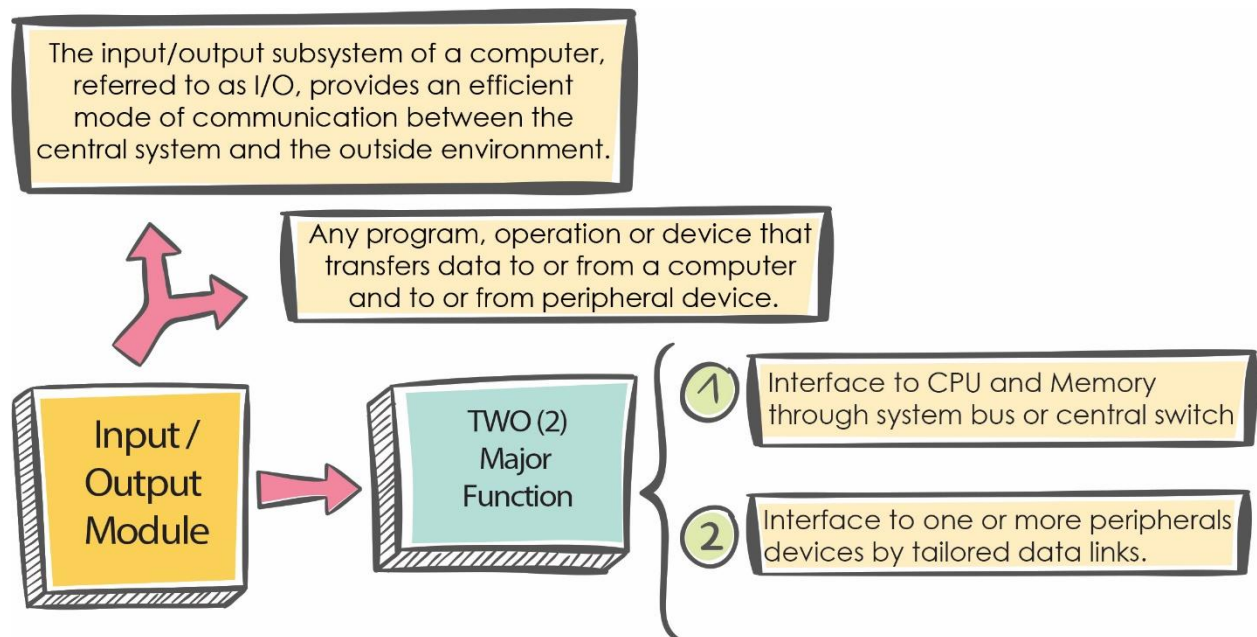 The input/output subsystem of a computer,
referred to as I/O, provides an efficient
mode of communication between the
central system and the outside environment.
Any program, operation or device that
transfers data to or from a computer
and to or from peripheral device.
Input /
Output
Module
TWO (2)
Major
Function
1
Interface to CPU and Memory
through system bus or central switch
2
Interface to one or more peripherals
devices by tailored data links.